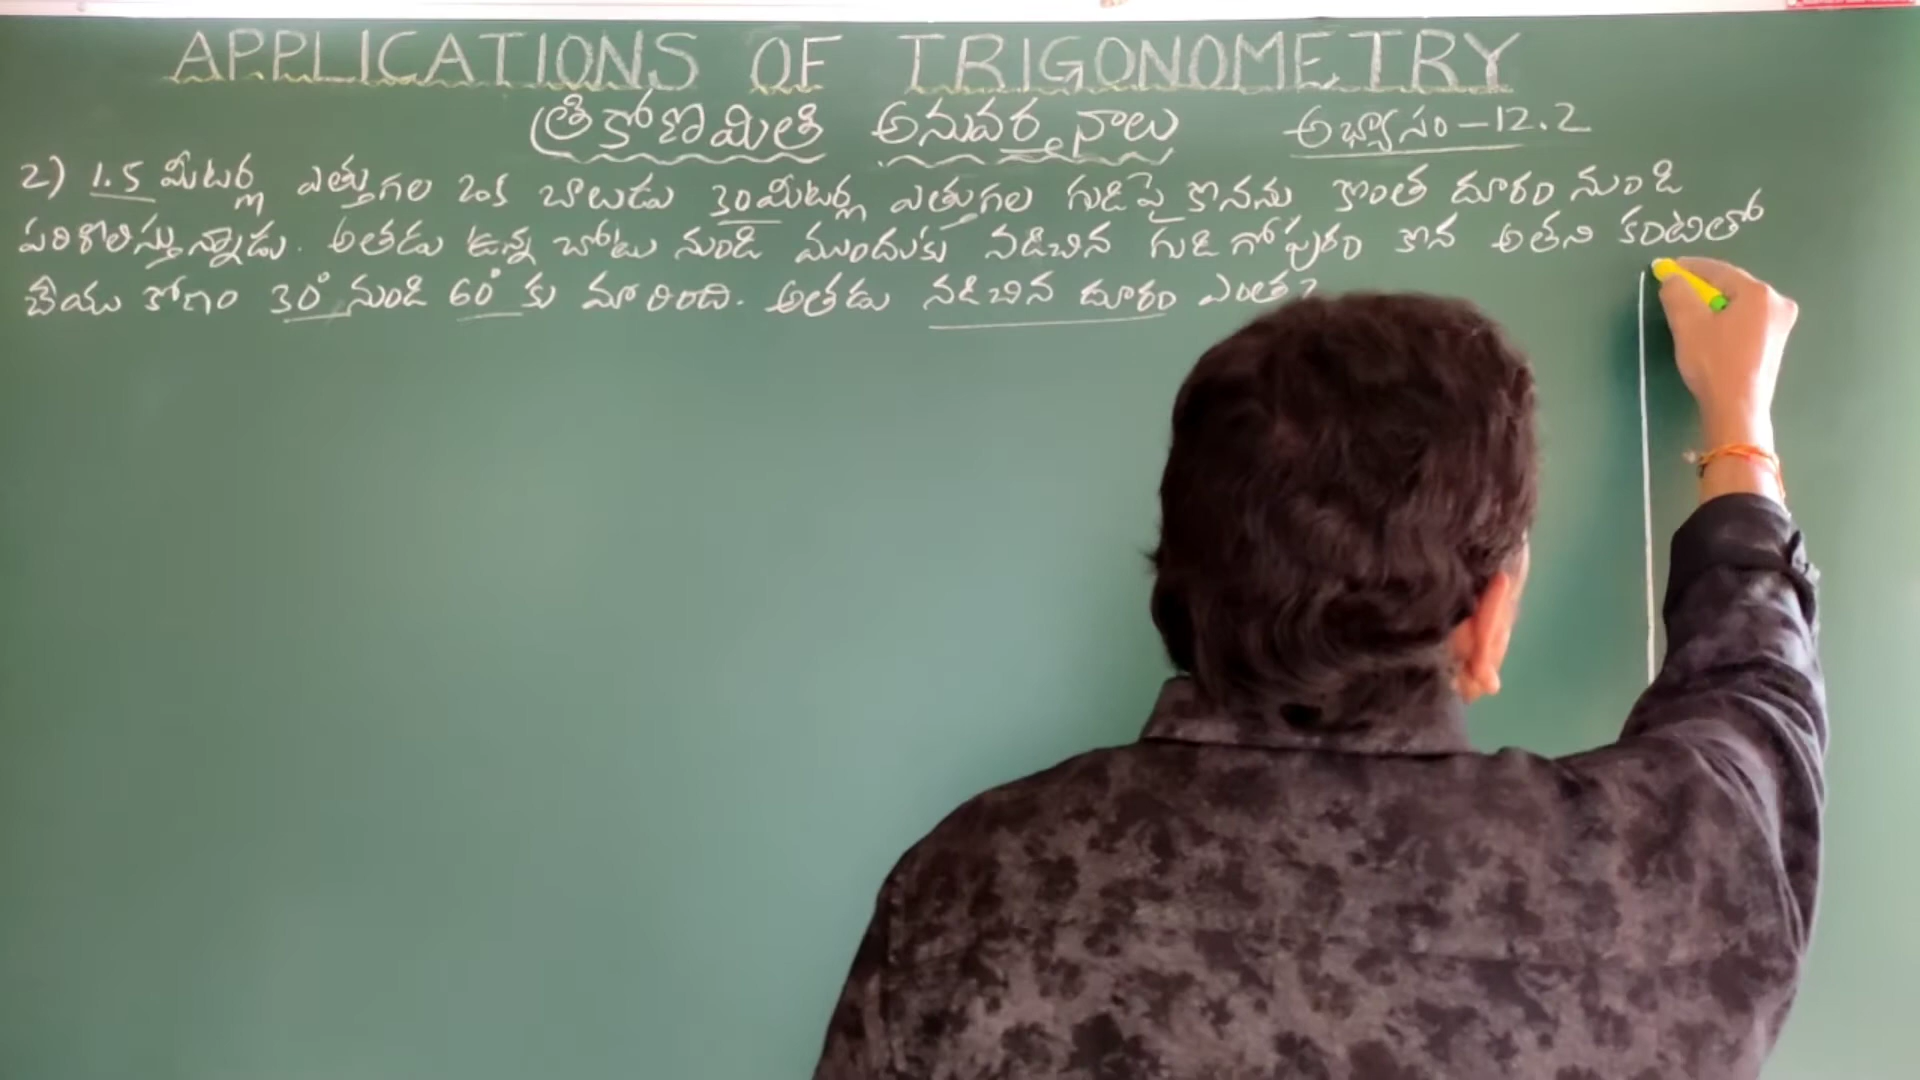 APPLICATIONS OF TRIGONOMETRY
త్రికోణమితి అనువర్తనాలు అభ్యాసం-12.2
2) 1.5 మీటర్ల ఎత్తుగల ఒక బాలుడు 30మీటర్ల ఎత్తుగల గుడిపై కొనను కొంత దూరం నుండి
పరిశీలిస్తున్నాడు. అతడు ఉన్న చోటు నుండి ముందుకు నడిచిన గుడి గోపురం కొన అతని కంటితో
చేయు కోణం 30° నుండి 60° కు మారింది. అతడు నడిచిన దూరం ఎంత?